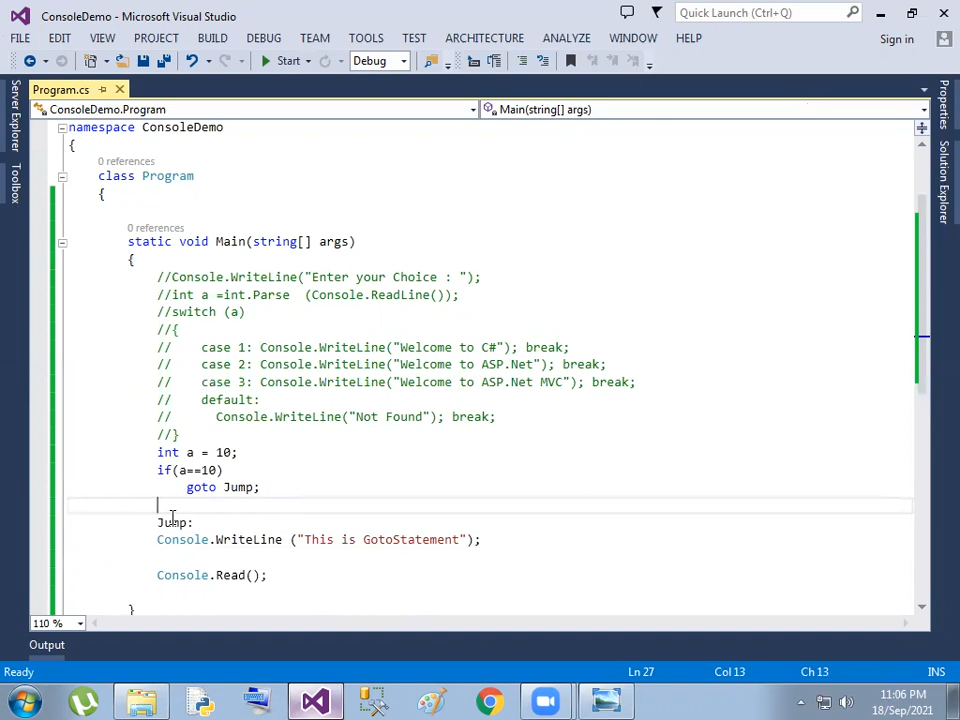 ConsoleDemo - Microsoft Visual Studio
Quick Launch (Ctrl+Q)
FILE EDIT VIEW PROJECT BUILD DEBUG TEAM TOOLS TEST ARCHITECTURE ANALYZE WINDOW HELP
Sign in
Start Debug
Program.cs
ConsoleDemo.Program
Main(string[] args)
Server Explorer
Toolbox
Properties
Solution Explorer
namespace ConsoleDemo
{
0 references
class Program
{
0 references
static void Main(string[] args)
{
//Console.WriteLine("Enter your Choice : ");
//int a =int.Parse  (Console.ReadLine());
//switch (a)
//{
//    case 1: Console.WriteLine("Welcome to C#"); break;
//    case 2: Console.WriteLine("Welcome to ASP.Net"); break;
//    case 3: Console.WriteLine("Welcome to ASP.Net MVC"); break;
//    default:
//      Console.WriteLine("Not Found"); break;
//}
int a = 10;
if(a==10)
goto Jump;
Jump:
Console.WriteLine ("This is GotoStatement");
Console.Read();
}
110 %
Output
Ready
Ln 27
Col 13
Ch 13
INS
11:06 PM
18/Sep/2021